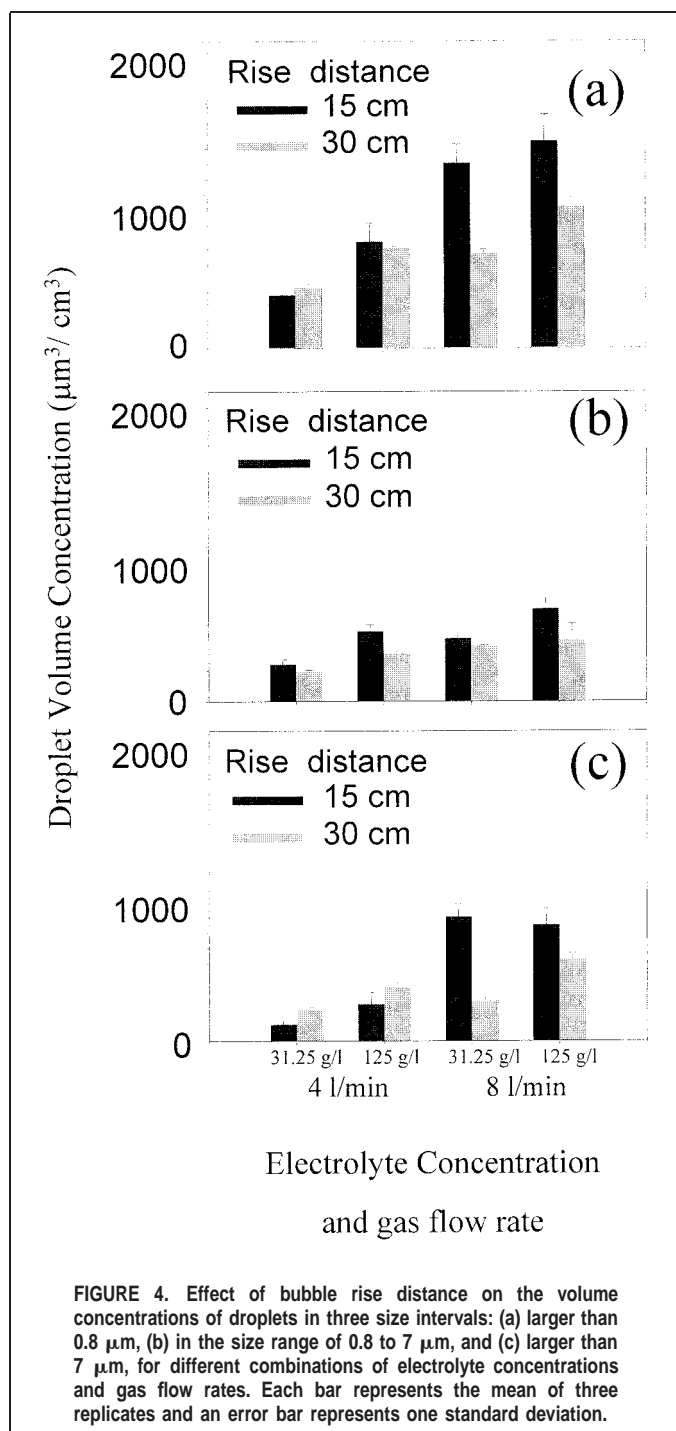 2000
Rise distance
15 cm
30 cm
(a)
1000
0
2000
Rise distance
15 cm
30 cm
(b)
1000
0
2000
Rise distance
15 cm
30 cm
(c)
1000
0
Droplet Volume Concentration (μm³/ cm³)
31.25 g/l 125 g/l 31.25 g/l 125 g/l
4 l/min 8 l/min
Electrolyte Concentration
and gas flow rate
FIGURE 4. Effect of bubble rise distance on the volume
concentrations of droplets in three size intervals: (a) larger than
0.8 μm, (b) in the size range of 0.8 to 7 μm, and (c) larger than
7 μm, for different combinations of electrolyte concentrations
and gas flow rates. Each bar represents the mean of three
replicates and an error bar represents one standard deviation.